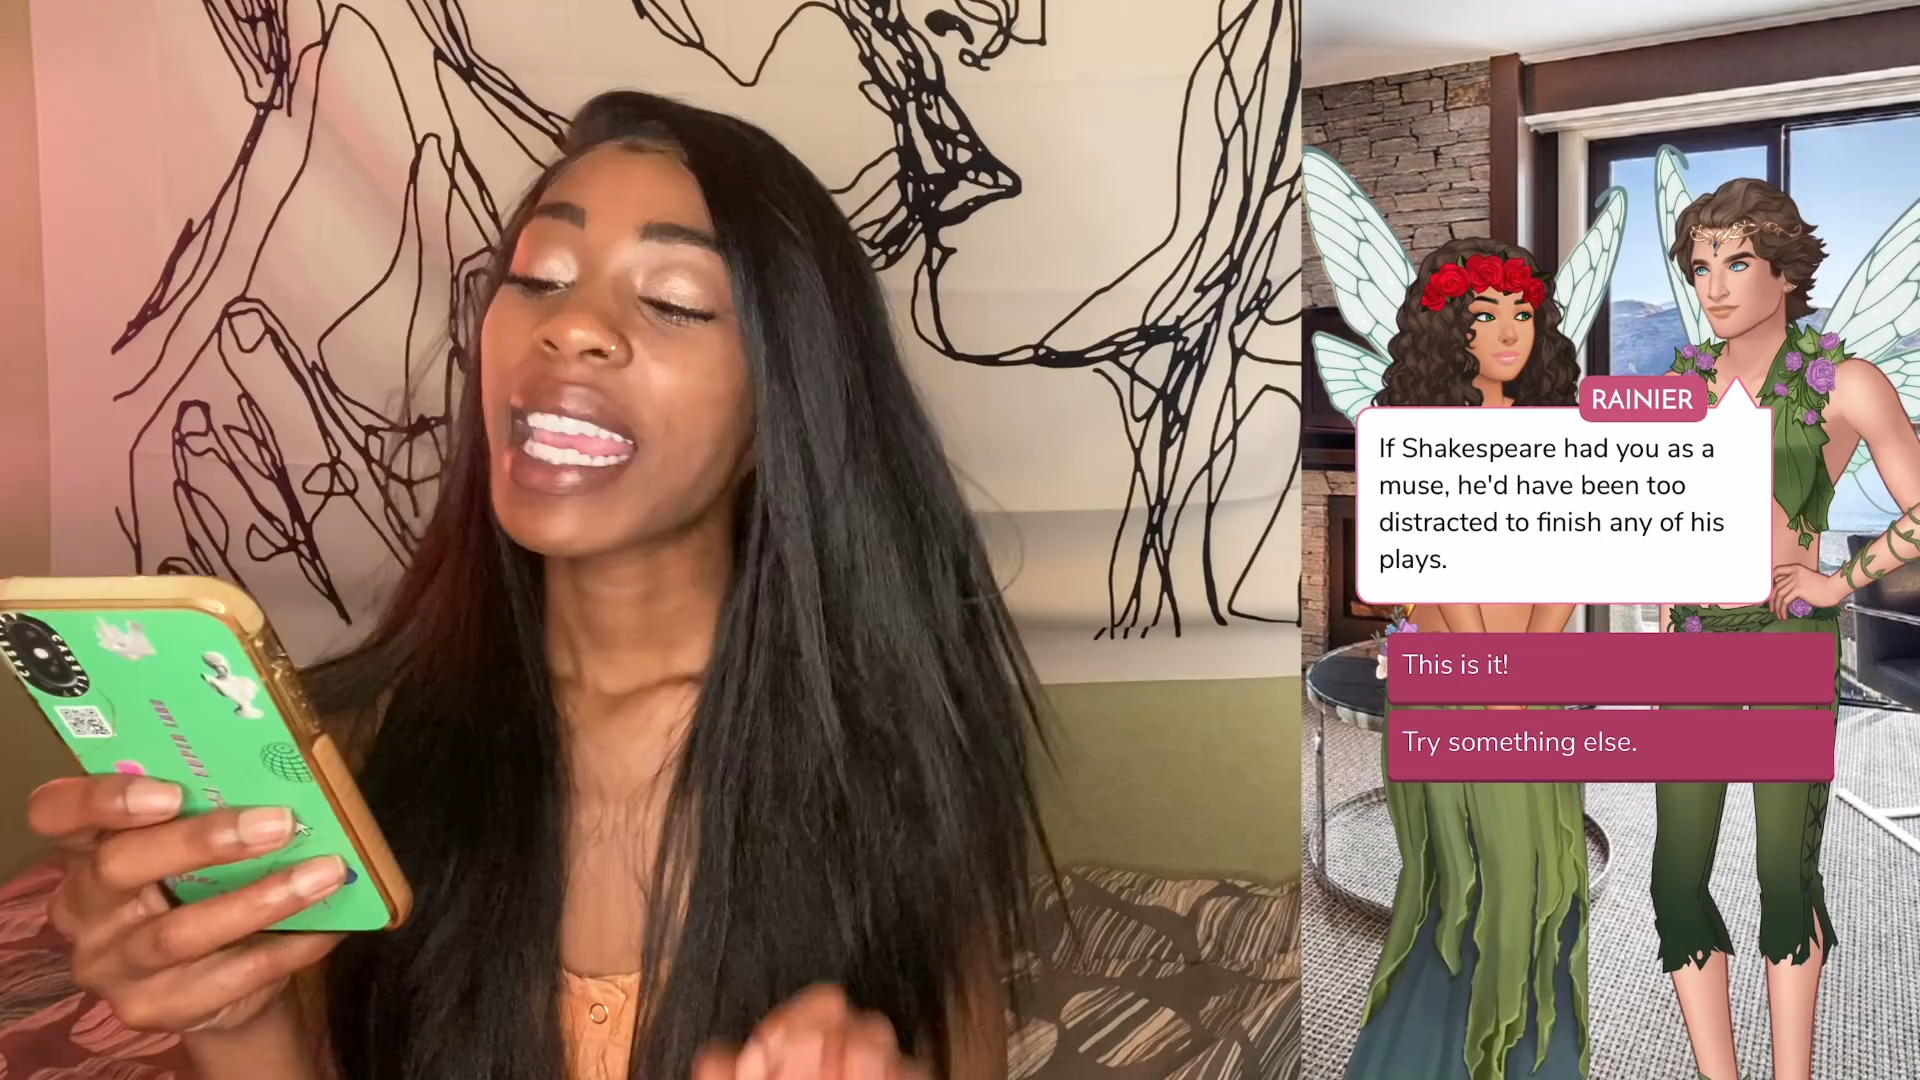 RAINIER
If Shakespeare had you as a
muse, he'd have been too
distracted to finish any of his
plays.
This is it!
Try something else.